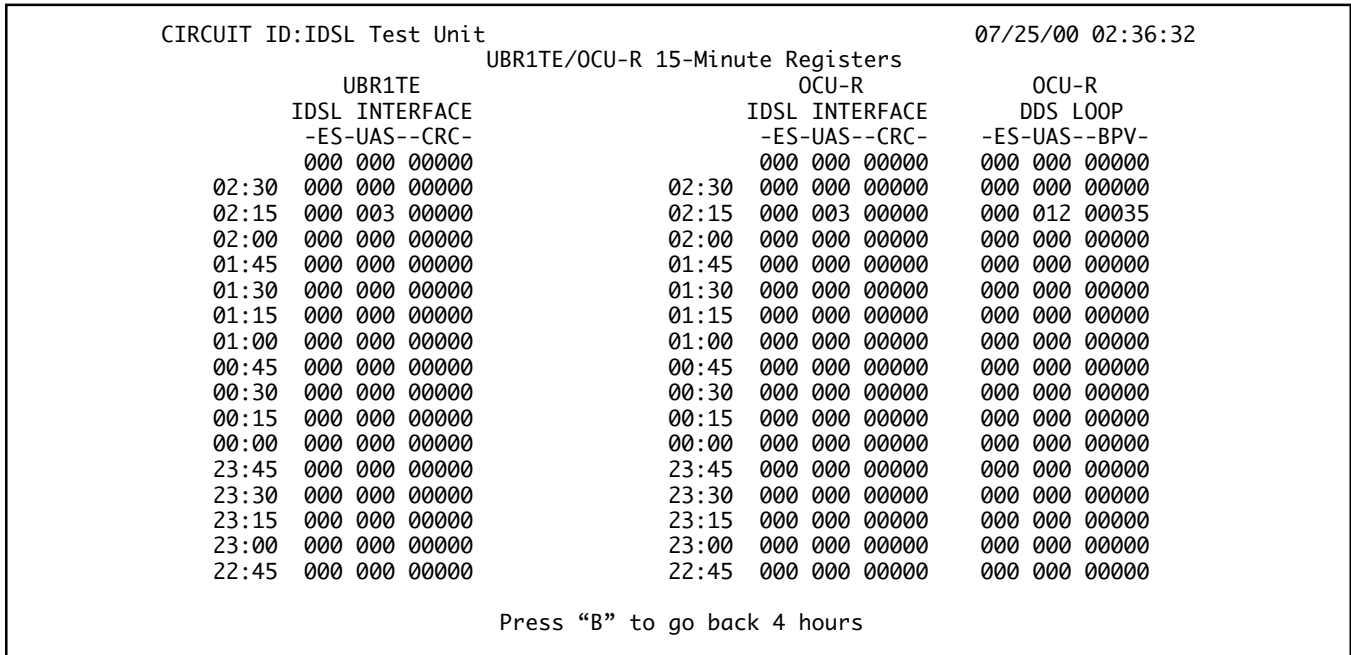 CIRCUIT ID:IDSL Test Unit 07/25/00 02:36:32
UBR1TE/OCU-R 15-Minute Registers
UBR1TE OCU-R OCU-R
IDSL INTERFACE IDSL INTERFACE DDS LOOP
-ES-UAS--CRC- -ES-UAS--CRC- -ES-UAS--BPV-
000 000 00000 000 000 00000 000 000 00000
02:30 000 000 00000 02:30 000 000 00000 000 000 00000
02:15 000 003 00000 02:15 000 003 00000 000 012 00035
02:00 000 000 00000 02:00 000 000 00000 000 000 00000
01:45 000 000 00000 01:45 000 000 00000 000 000 00000
01:30 000 000 00000 01:30 000 000 00000 000 000 00000
01:15 000 000 00000 01:15 000 000 00000 000 000 00000
01:00 000 000 00000 01:00 000 000 00000 000 000 00000
00:45 000 000 00000 00:45 000 000 00000 000 000 00000
00:30 000 000 00000 00:30 000 000 00000 000 000 00000
00:15 000 000 00000 00:15 000 000 00000 000 000 00000
00:00 000 000 00000 00:00 000 000 00000 000 000 00000
23:45 000 000 00000 23:45 000 000 00000 000 000 00000
23:30 000 000 00000 23:30 000 000 00000 000 000 00000
23:15 000 000 00000 23:15 000 000 00000 000 000 00000
23:00 000 000 00000 23:00 000 000 00000 000 000 00000
22:45 000 000 00000 22:45 000 000 00000 000 000 00000
Press “B” to go back 4 hours